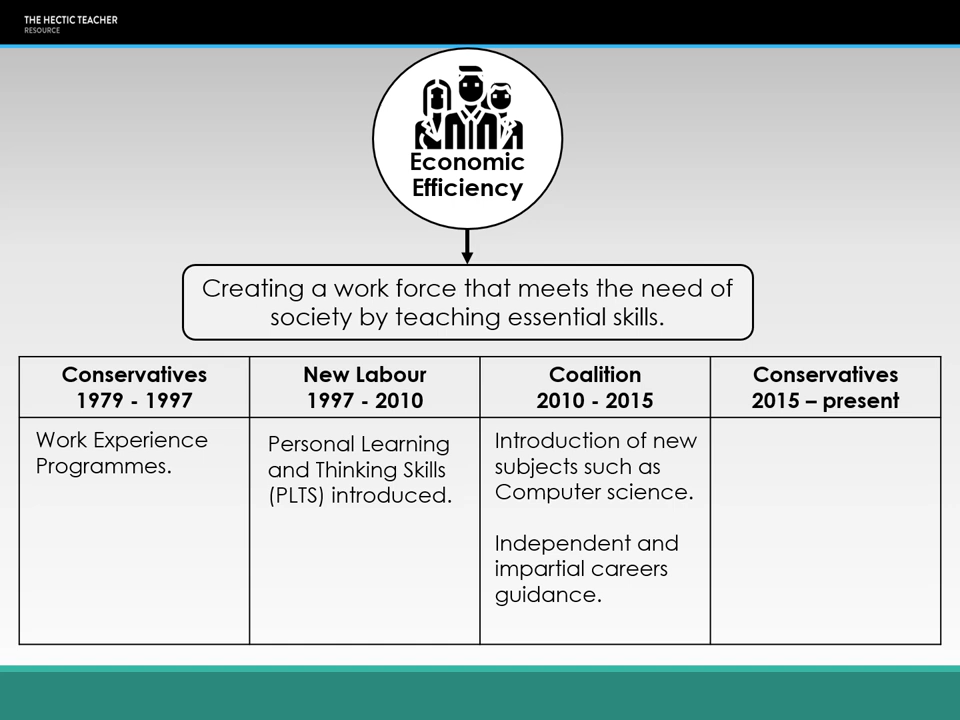 THE HECTIC TEACHER
RESOURCE
Economic
Efficiency
Creating a work force that meets the need of
society by teaching essential skills.
Conservatives
1979 - 1997
New Labour
1997 - 2010
Coalition
2010 - 2015
Conservatives
2015 – present
Work Experience
Programmes.
Personal Learning
and Thinking Skills
(PLTS) introduced.
Introduction of new
subjects such as
Computer science.
Independent and
impartial careers
guidance.